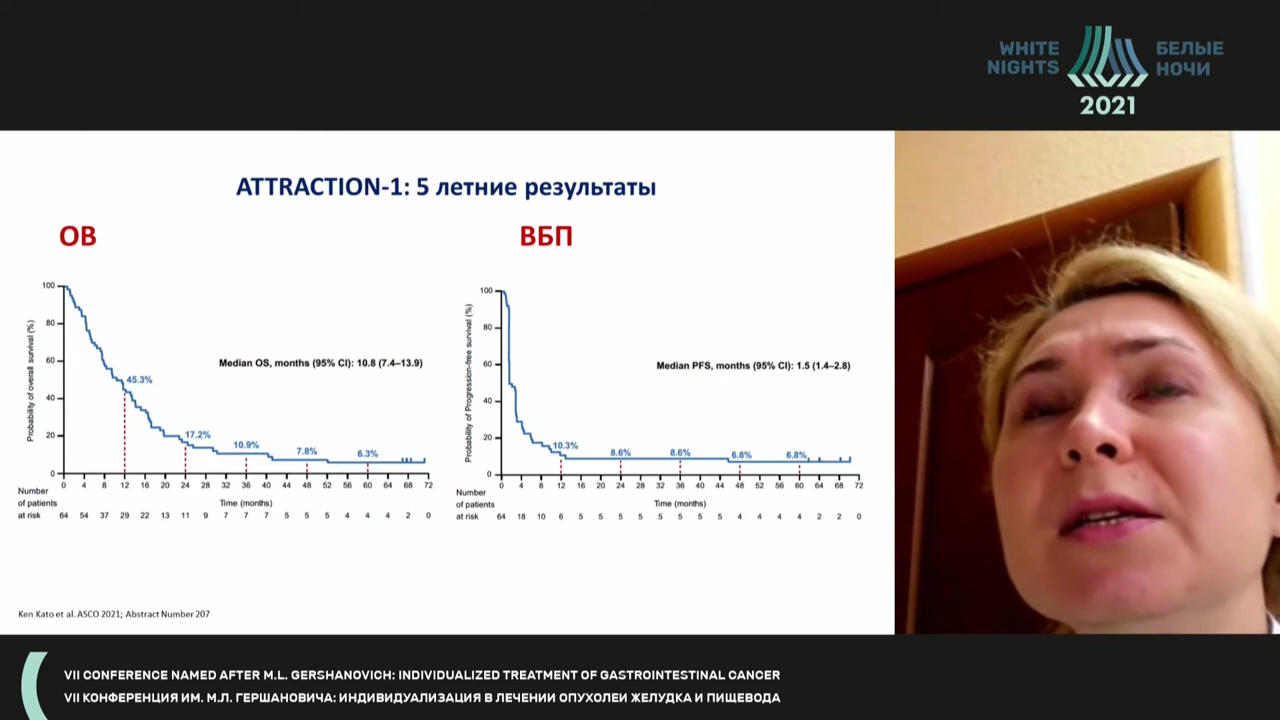 WHITE
NIGHTS
БЕЛЫЕ
НОЧИ
2021
ATTRACTION-1: 5 летние результаты
ОВ
ВБП
Probability of overall survival (%)
100
80
60
40
20
0
Median OS, months (95% CI): 10.8 (7.4–13.9)
45.3%
17.2%
10.9%
7.8%
6.3%
0 4 8 12 16 20 24 28 32 36 40 44 48 52 56 60 64 68 72
Number
of patients
at risk
Time (months)
64 54 37 29 22 13 11 9 7 7 7 5 5 5 4 4 4 2 0
Probability of Progression-free survival (%)
100
80
60
40
20
0
Median PFS, months (95% CI): 1.5 (1.4–2.8)
10.3%
8.6%
8.6%
6.8%
6.8%
0 4 8 12 16 20 24 28 32 36 40 44 48 52 56 60 64 68 72
Number
of patients
at risk
Time (months)
64 18 10 6 5 5 5 5 5 5 5 5 4 4 4 4 2 2 0
Ken Kato et al. ASCO 2021; Abstract Number 207
VII CONFERENCE NAMED AFTER M.L. GERSHANOVICH: INDIVIDUALIZED TREATMENT OF GASTROINTESTINAL CANCER
VII КОНФЕРЕНЦИЯ ИМ. М.Л. ГЕРШАНОВИЧА: ИНДИВИДУАЛИЗАЦИЯ В ЛЕЧЕНИИ ОПУХОЛЕЙ ЖЕЛУДКА И ПИЩЕВОДА